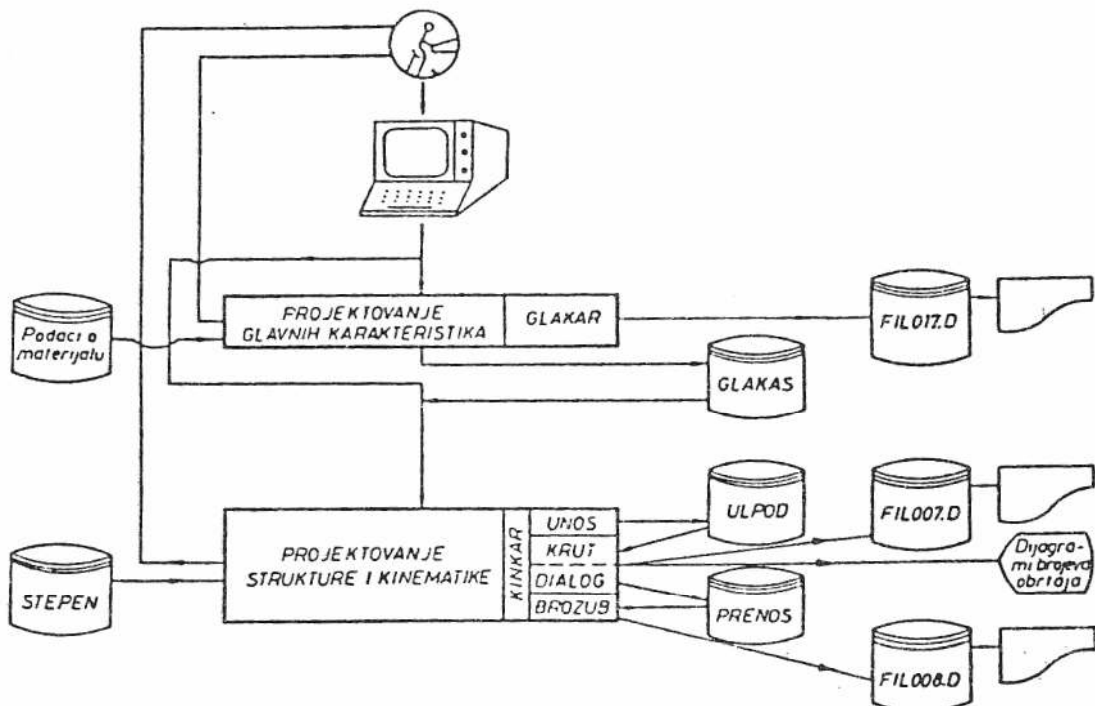 PROJEKTOVANJE
GLAVNIH KARAKTERISTIKA
GLAKAR
FIL017.D
Podaci o
materijalu
GLAKAS
PROJEKTOVANJE
STRUKTURE I KINEMATIKE
KINKAR
UNOS
KRUT
DIALOG
BROZUB
ULPOD
FIL007.D
Dijagra-
mi brojeva
obrtaja
STEPEN
PRENOS
FIL008.D